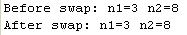 Before swap: n1=3 n2=8
After swap: n1=3 n2=8